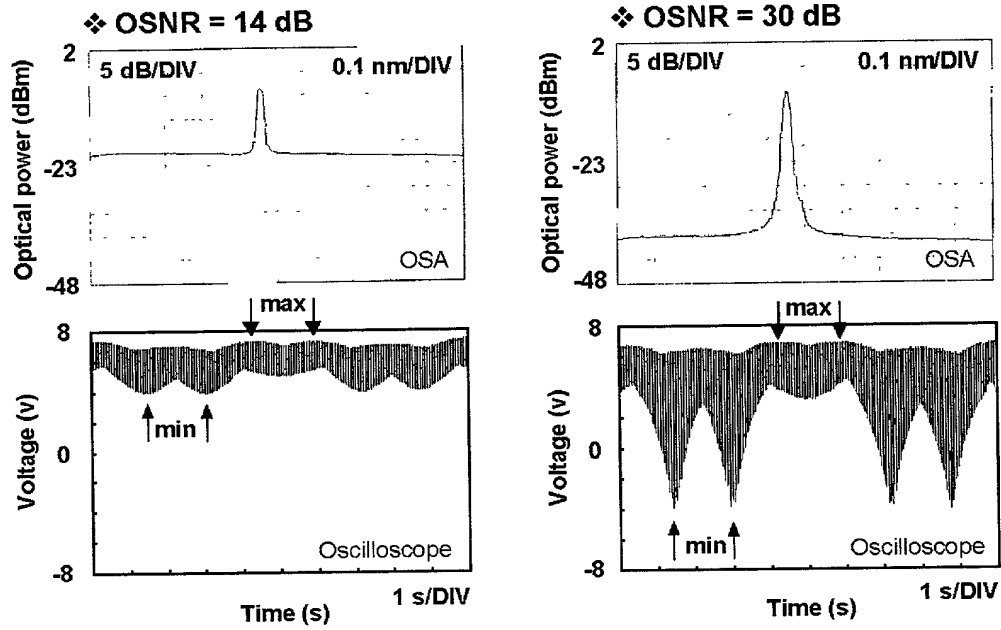 ❖ OSNR = 14 dB
2
5 dB/DIV
0.1 nm/DIV
Optical power (dBm)
-23
OSA
-48
max
8
Voltage (v)
min
0
Oscilloscope
-8
Time (s)
1 s/DIV
❖ OSNR = 30 dB
2
5 dB/DIV
0.1 nm/DIV
Optical power (dBm)
-23
OSA
-48
max
8
Voltage (v)
0
min
Oscilloscope
-8
Time (s)
1 s/DIV